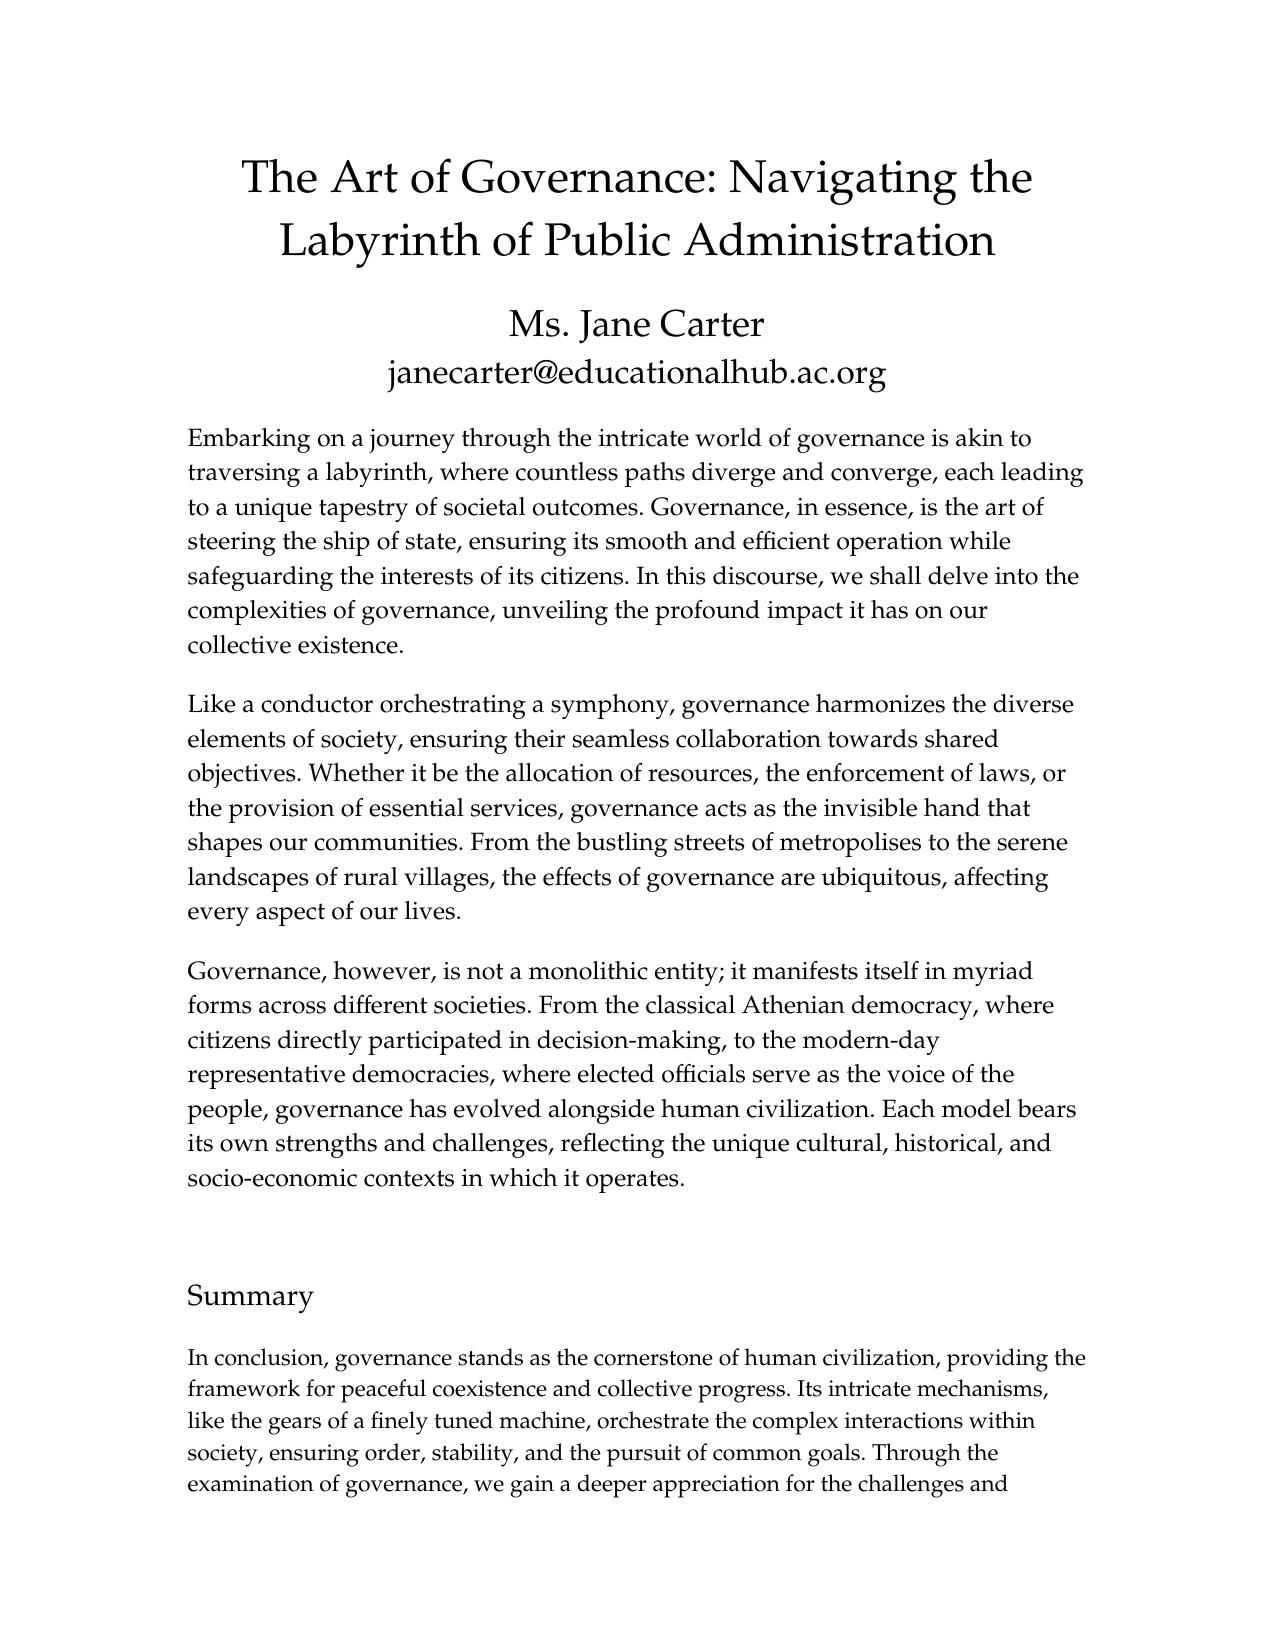 The Art of Governance: Navigating the
Labyrinth of Public Administration
Ms. Jane Carter
janecarter@educationalhub.ac.org
Embarking on a journey through the intricate world of governance is akin to
traversing a labyrinth, where countless paths diverge and converge, each leading
to a unique tapestry of societal outcomes. Governance, in essence, is the art of
steering the ship of state, ensuring its smooth and efficient operation while
safeguarding the interests of its citizens. In this discourse, we shall delve into the
complexities of governance, unveiling the profound impact it has on our
collective existence.
Like a conductor orchestrating a symphony, governance harmonizes the diverse
elements of society, ensuring their seamless collaboration towards shared
objectives. Whether it be the allocation of resources, the enforcement of laws, or
the provision of essential services, governance acts as the invisible hand that
shapes our communities. From the bustling streets of metropolises to the serene
landscapes of rural villages, the effects of governance are ubiquitous, affecting
every aspect of our lives.
Governance, however, is not a monolithic entity; it manifests itself in myriad
forms across different societies. From the classical Athenian democracy, where
citizens directly participated in decision-making, to the modern-day
representative democracies, where elected officials serve as the voice of the
people, governance has evolved alongside human civilization. Each model bears
its own strengths and challenges, reflecting the unique cultural, historical, and
socio-economic contexts in which it operates.
Summary
In conclusion, governance stands as the cornerstone of human civilization, providing the
framework for peaceful coexistence and collective progress. Its intricate mechanisms,
like the gears of a finely tuned machine, orchestrate the complex interactions within
society, ensuring order, stability, and the pursuit of common goals. Through the
examination of governance, we gain a deeper appreciation for the challenges and